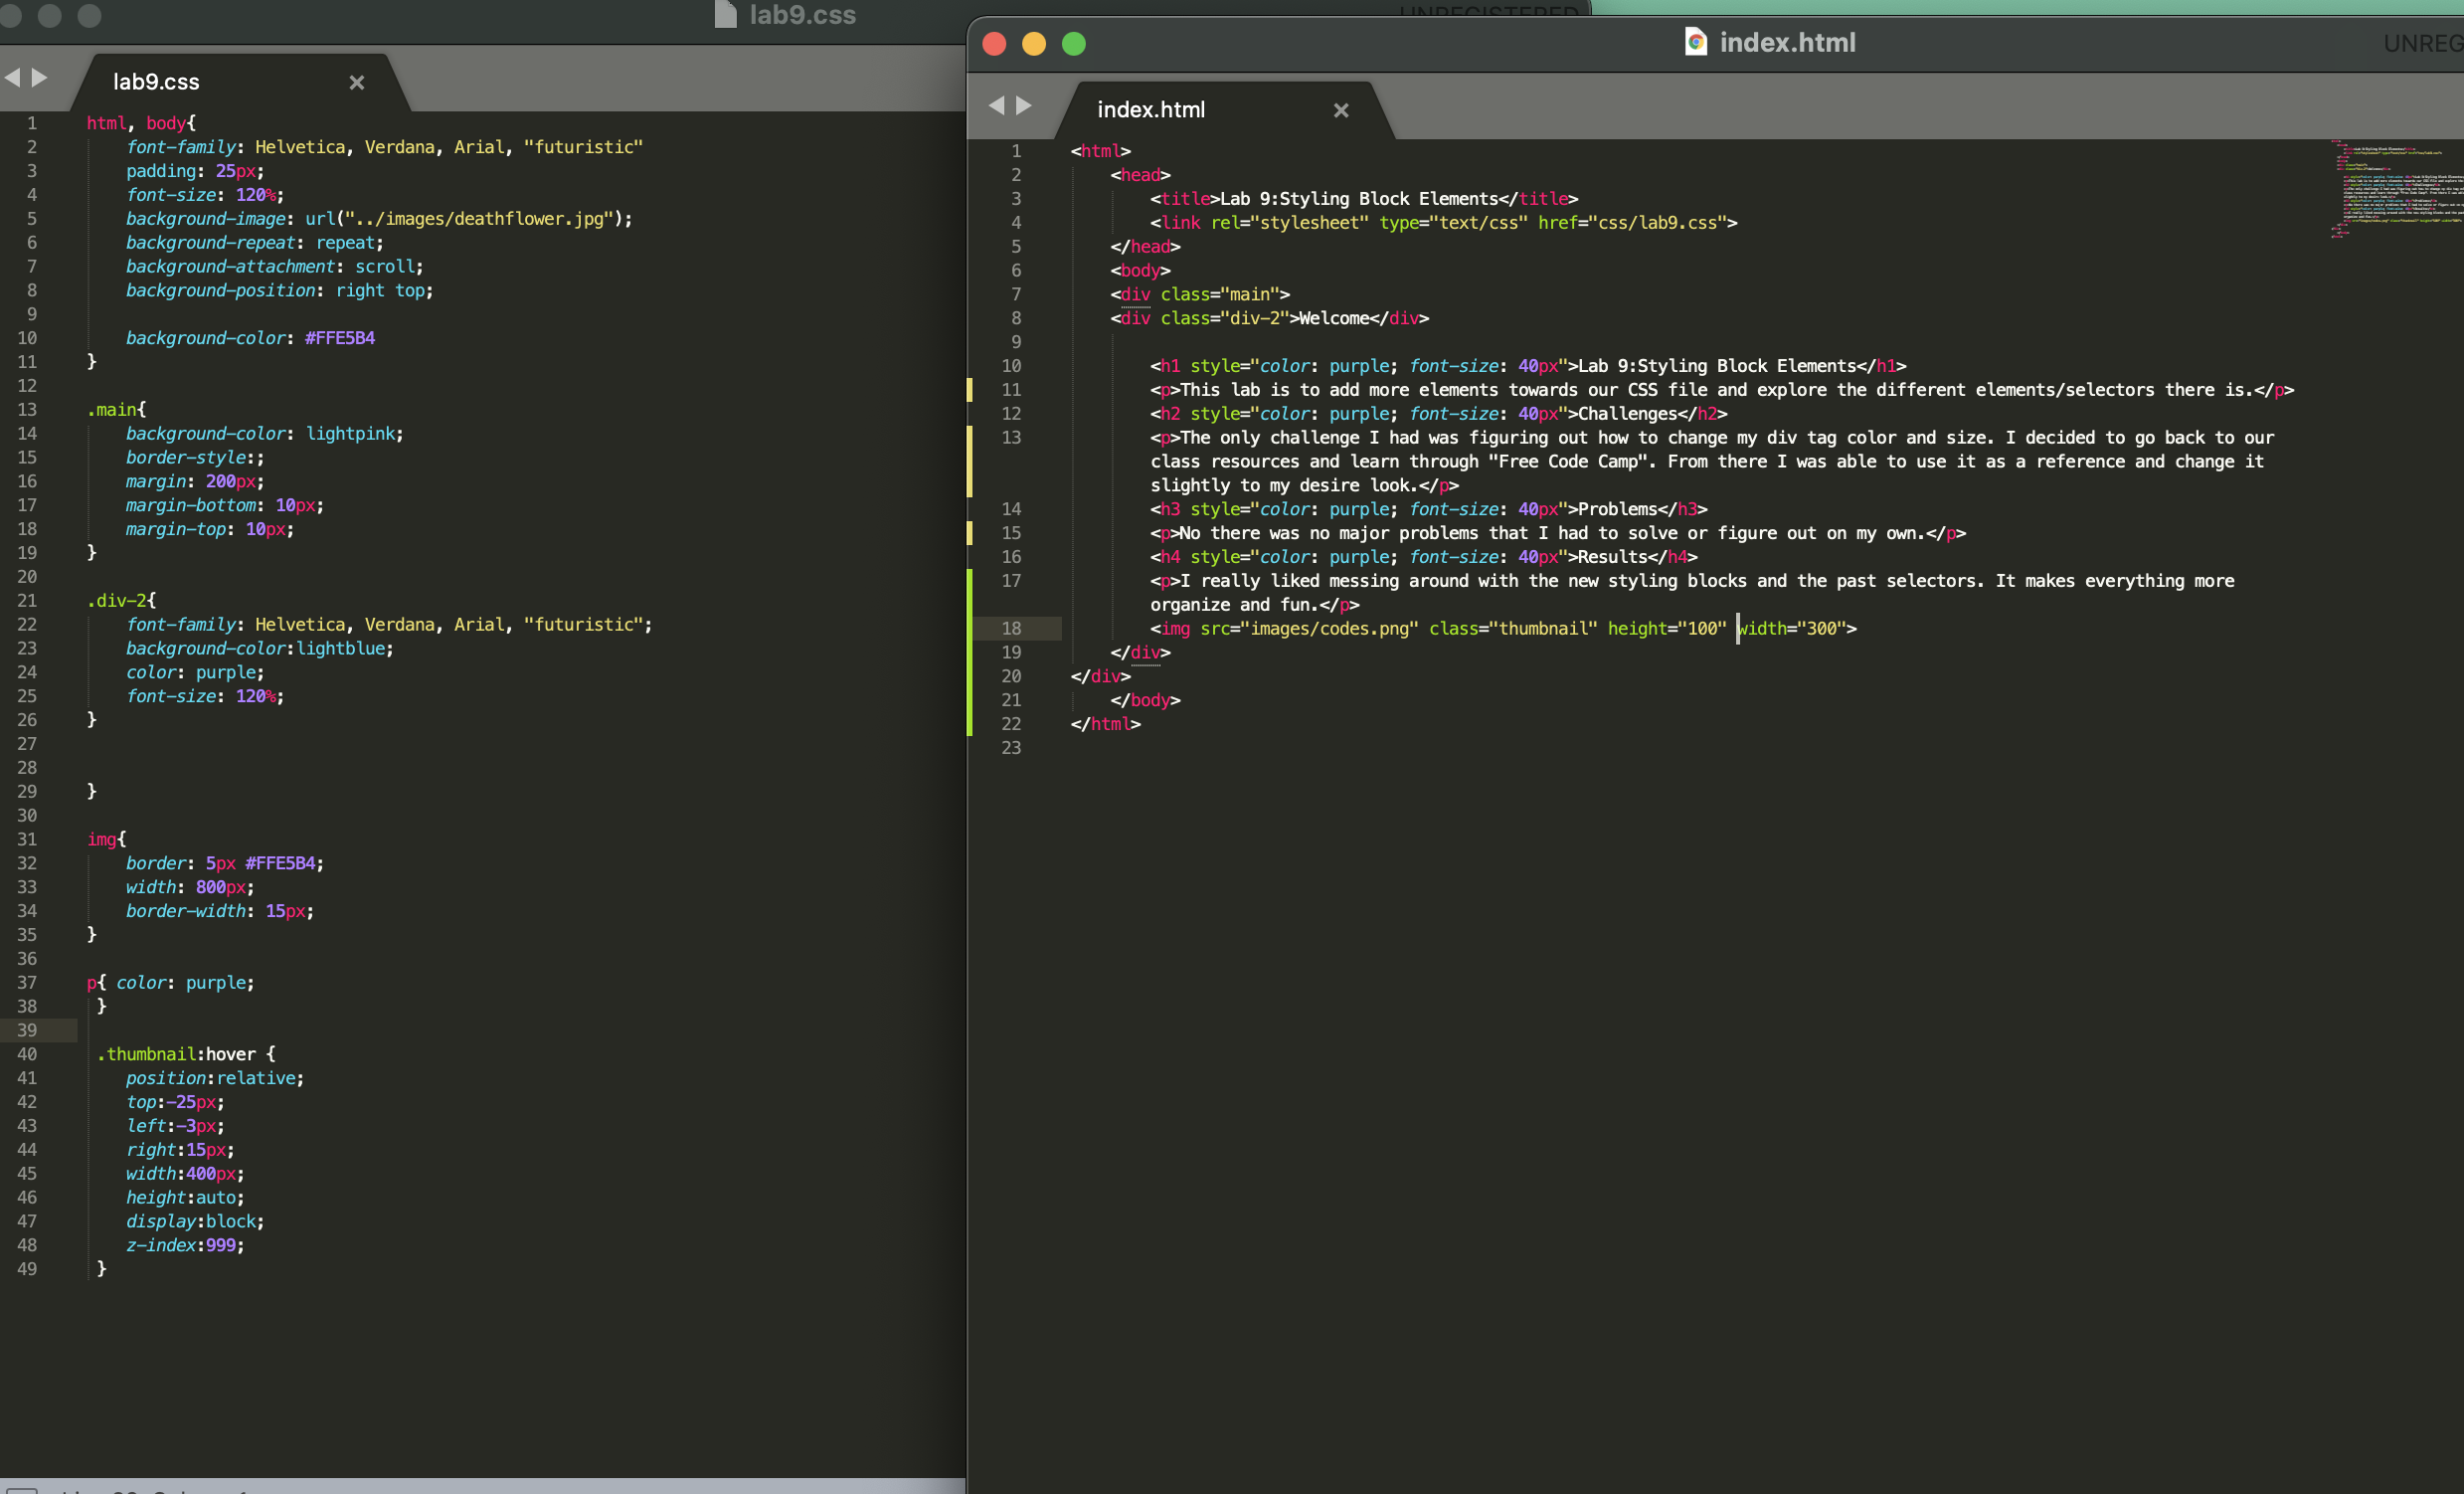 lab9.css
UNREGISTERED
lab9.css ×
1 html, body{
2 font-family: Helvetica, Verdana, Arial, "futuristic"
3 padding: 25px;
4 font-size: 120%;
5 background-image: url("../images/deathflower.jpg");
6 background-repeat: repeat;
7 background-attachment: scroll;
8 background-position: right top;
9
10 background-color: #FFE5B4
11 }
12
13 .main{
14 background-color: lightpink;
15 border-style:;
16 margin: 200px;
17 margin-bottom: 10px;
18 margin-top: 10px;
19 }
20
21 .div-2{
22 font-family: Helvetica, Verdana, Arial, "futuristic";
23 background-color:lightblue;
24 color: purple;
25 font-size: 120%;
26 }
27
28
29 }
30
31 img{
32 border: 5px #FFE5B4;
33 width: 800px;
34 border-width: 15px;
35 }
36
37 p{ color: purple;
38 }
39
40 .thumbnail:hover {
41 position:relative;
42 top:-25px;
43 left:-3px;
44 right:15px;
45 width:400px;
46 height:auto;
47 display:block;
48 z-index:999;
49 }
index.html
UNREG
index.html ×
1 <html>
2 <head>
3 <title>Lab 9:Styling Block Elements</title>
4 <link rel="stylesheet" type="text/css" href="css/lab9.css">
5 </head>
6 <body>
7 <div class="main">
8 <div class="div-2">Welcome</div>
9
10 <h1 style="color: purple; font-size: 40px">Lab 9:Styling Block Elements</h1>
11 <p>This lab is to add more elements towards our CSS file and explore the different elements/selectors there is.</p>
12 <h2 style="color: purple; font-size: 40px">Challenges</h2>
13 <p>The only challenge I had was figuring out how to change my div tag color and size. I decided to go back to our
class resources and learn through "Free Code Camp". From there I was able to use it as a reference and change it
slightly to my desire look.</p>
14 <h3 style="color: purple; font-size: 40px">Problems</h3>
15 <p>No there was no major problems that I had to solve or figure out on my own.</p>
16 <h4 style="color: purple; font-size: 40px">Results</h4>
17 <p>I really liked messing around with the new styling blocks and the past selectors. It makes everything more
organize and fun.</p>
18 <img src="images/codes.png" class="thumbnail" height="100" width="300">
19 </div>
20 </div>
21 </body>
22 </html>
23